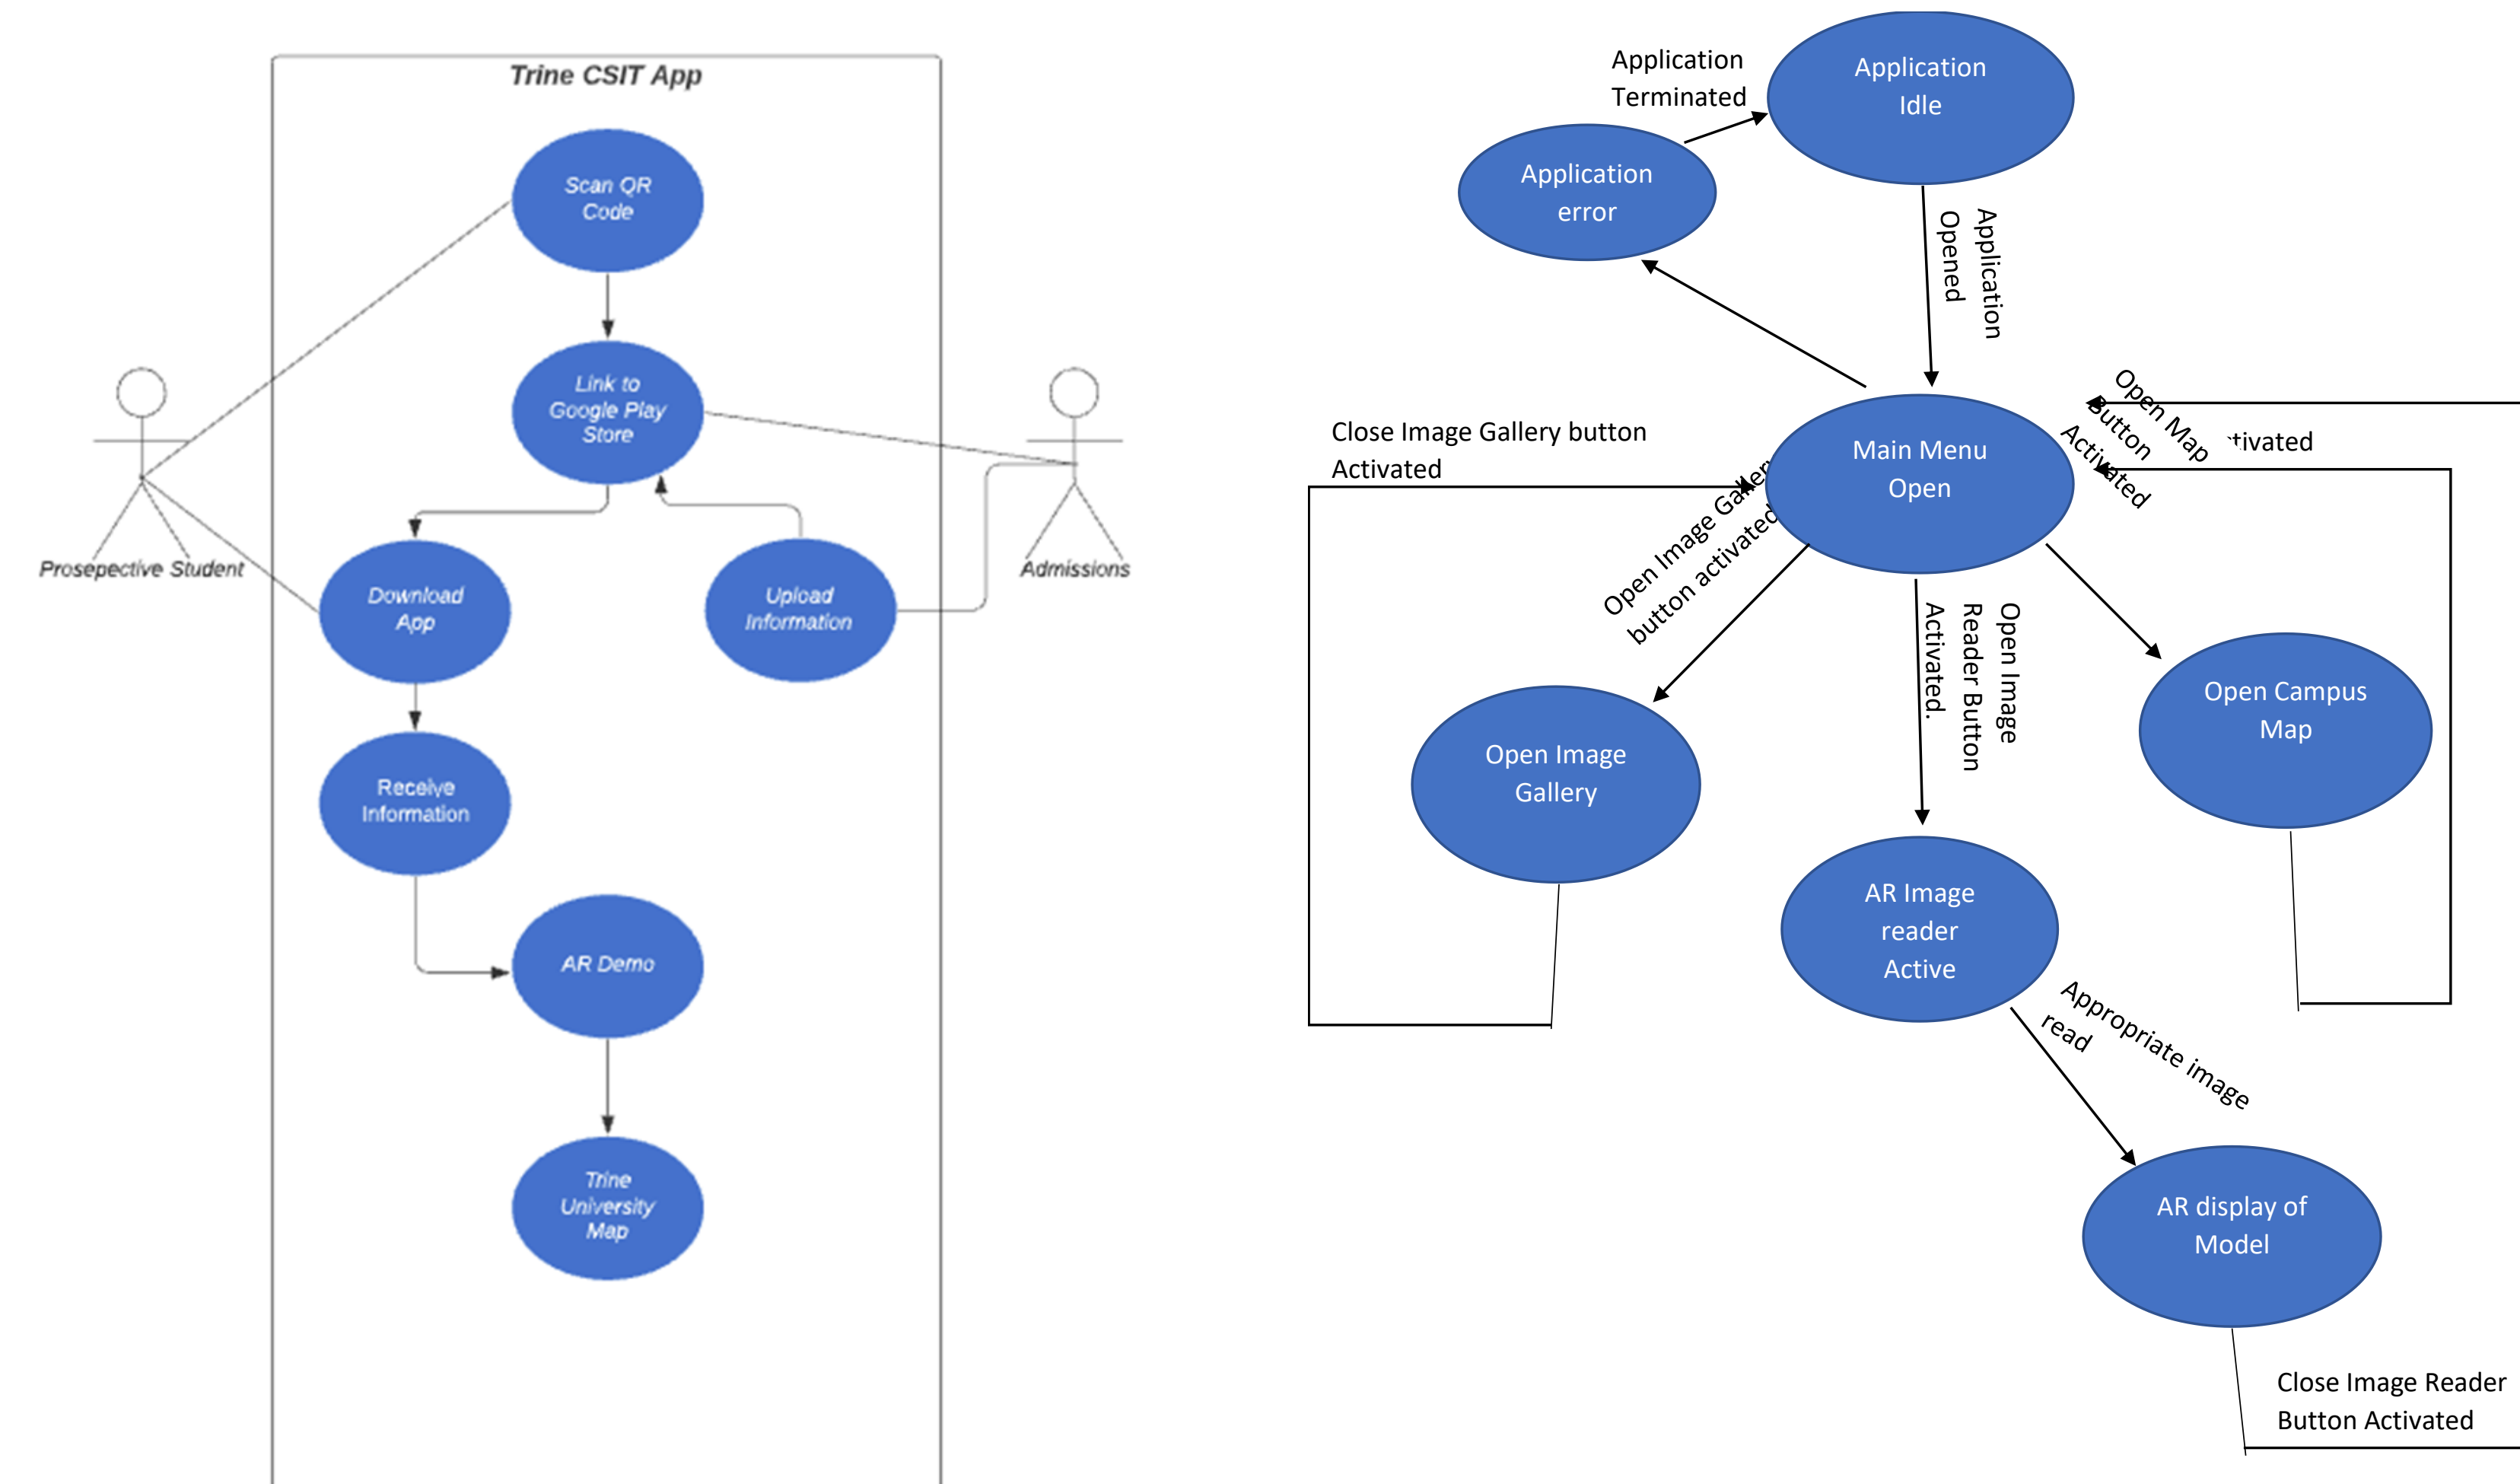 Trine CSIT App
Scan QR
Code
Link to
Google Play
Store
Prosepective Student
Admissions
Download
App
Upload
Information
Receive
Information
AR Demo
Trine
University
Map
Application
Terminated
Application
Idle
Application
error
Application
Opened
Close Image Gallery button
Activated
Main Menu
Open
Open Map
Button
Activated
tivated
Open Image Gallery
button activated
Open Image
Reader Button
Activated.
Open Campus
Map
Open Image
Gallery
AR Image
reader
Active
Appropriate image
read
AR display of
Model
Close Image Reader
Button Activated